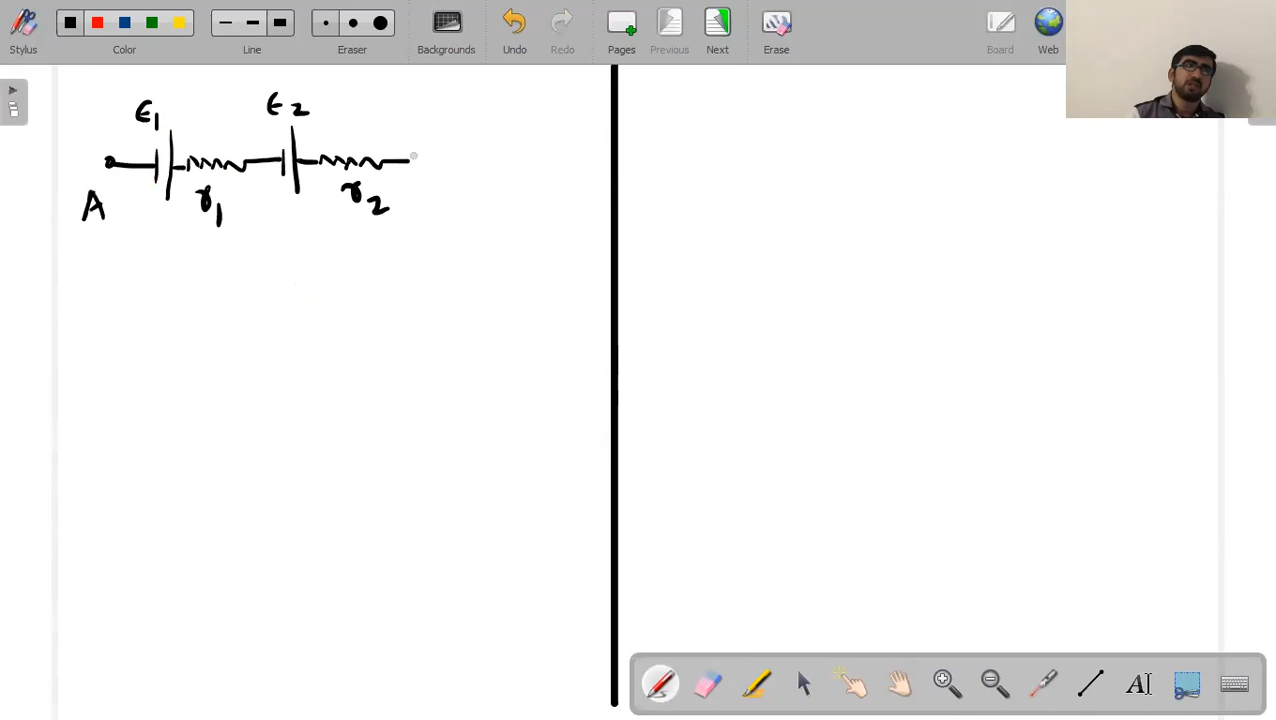 Stylus Color Line Eraser Backgrounds Undo Redo Pages Previous Next Erase Board Web
ϵ1 ϵ2
A r1 r2